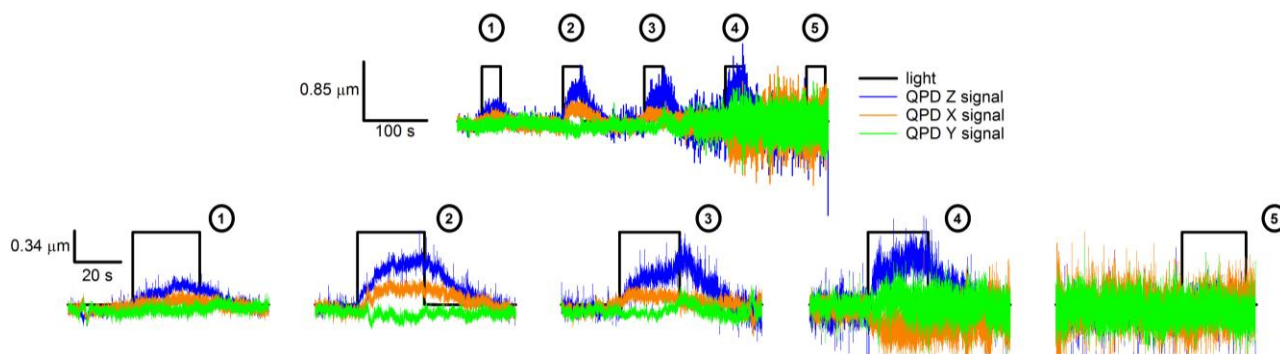 1 2 3 4 5
0.85 μm
100 s
light
QPD Z signal
QPD X signal
QPD Y signal
1 2 3 4 5
0.34 μm
20 s